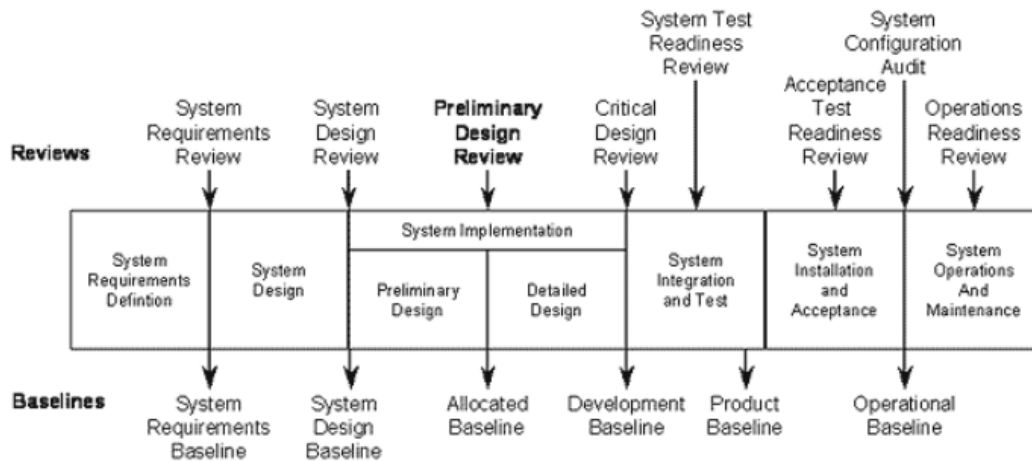 System Test
Readiness
Review
System
Configuration
Audit
Reviews
System
Requirements
Review
System
Design
Review
Preliminary
Design
Review
Critical
Design
Review
Acceptance
Test
Readiness
Review
Operations
Readiness
Review
System
Requirements
Defintion
System
Design
System Implementation
Preliminary
Design
Detailed
Design
System
Integration
and Test
System
Installation
and
Acceptance
System
Operations
And
Maintenance
Baselines
System
Requirements
Baseline
System
Design
Baseline
Allocated
Baseline
Development
Baseline
Product
Baseline
Operational
Baseline